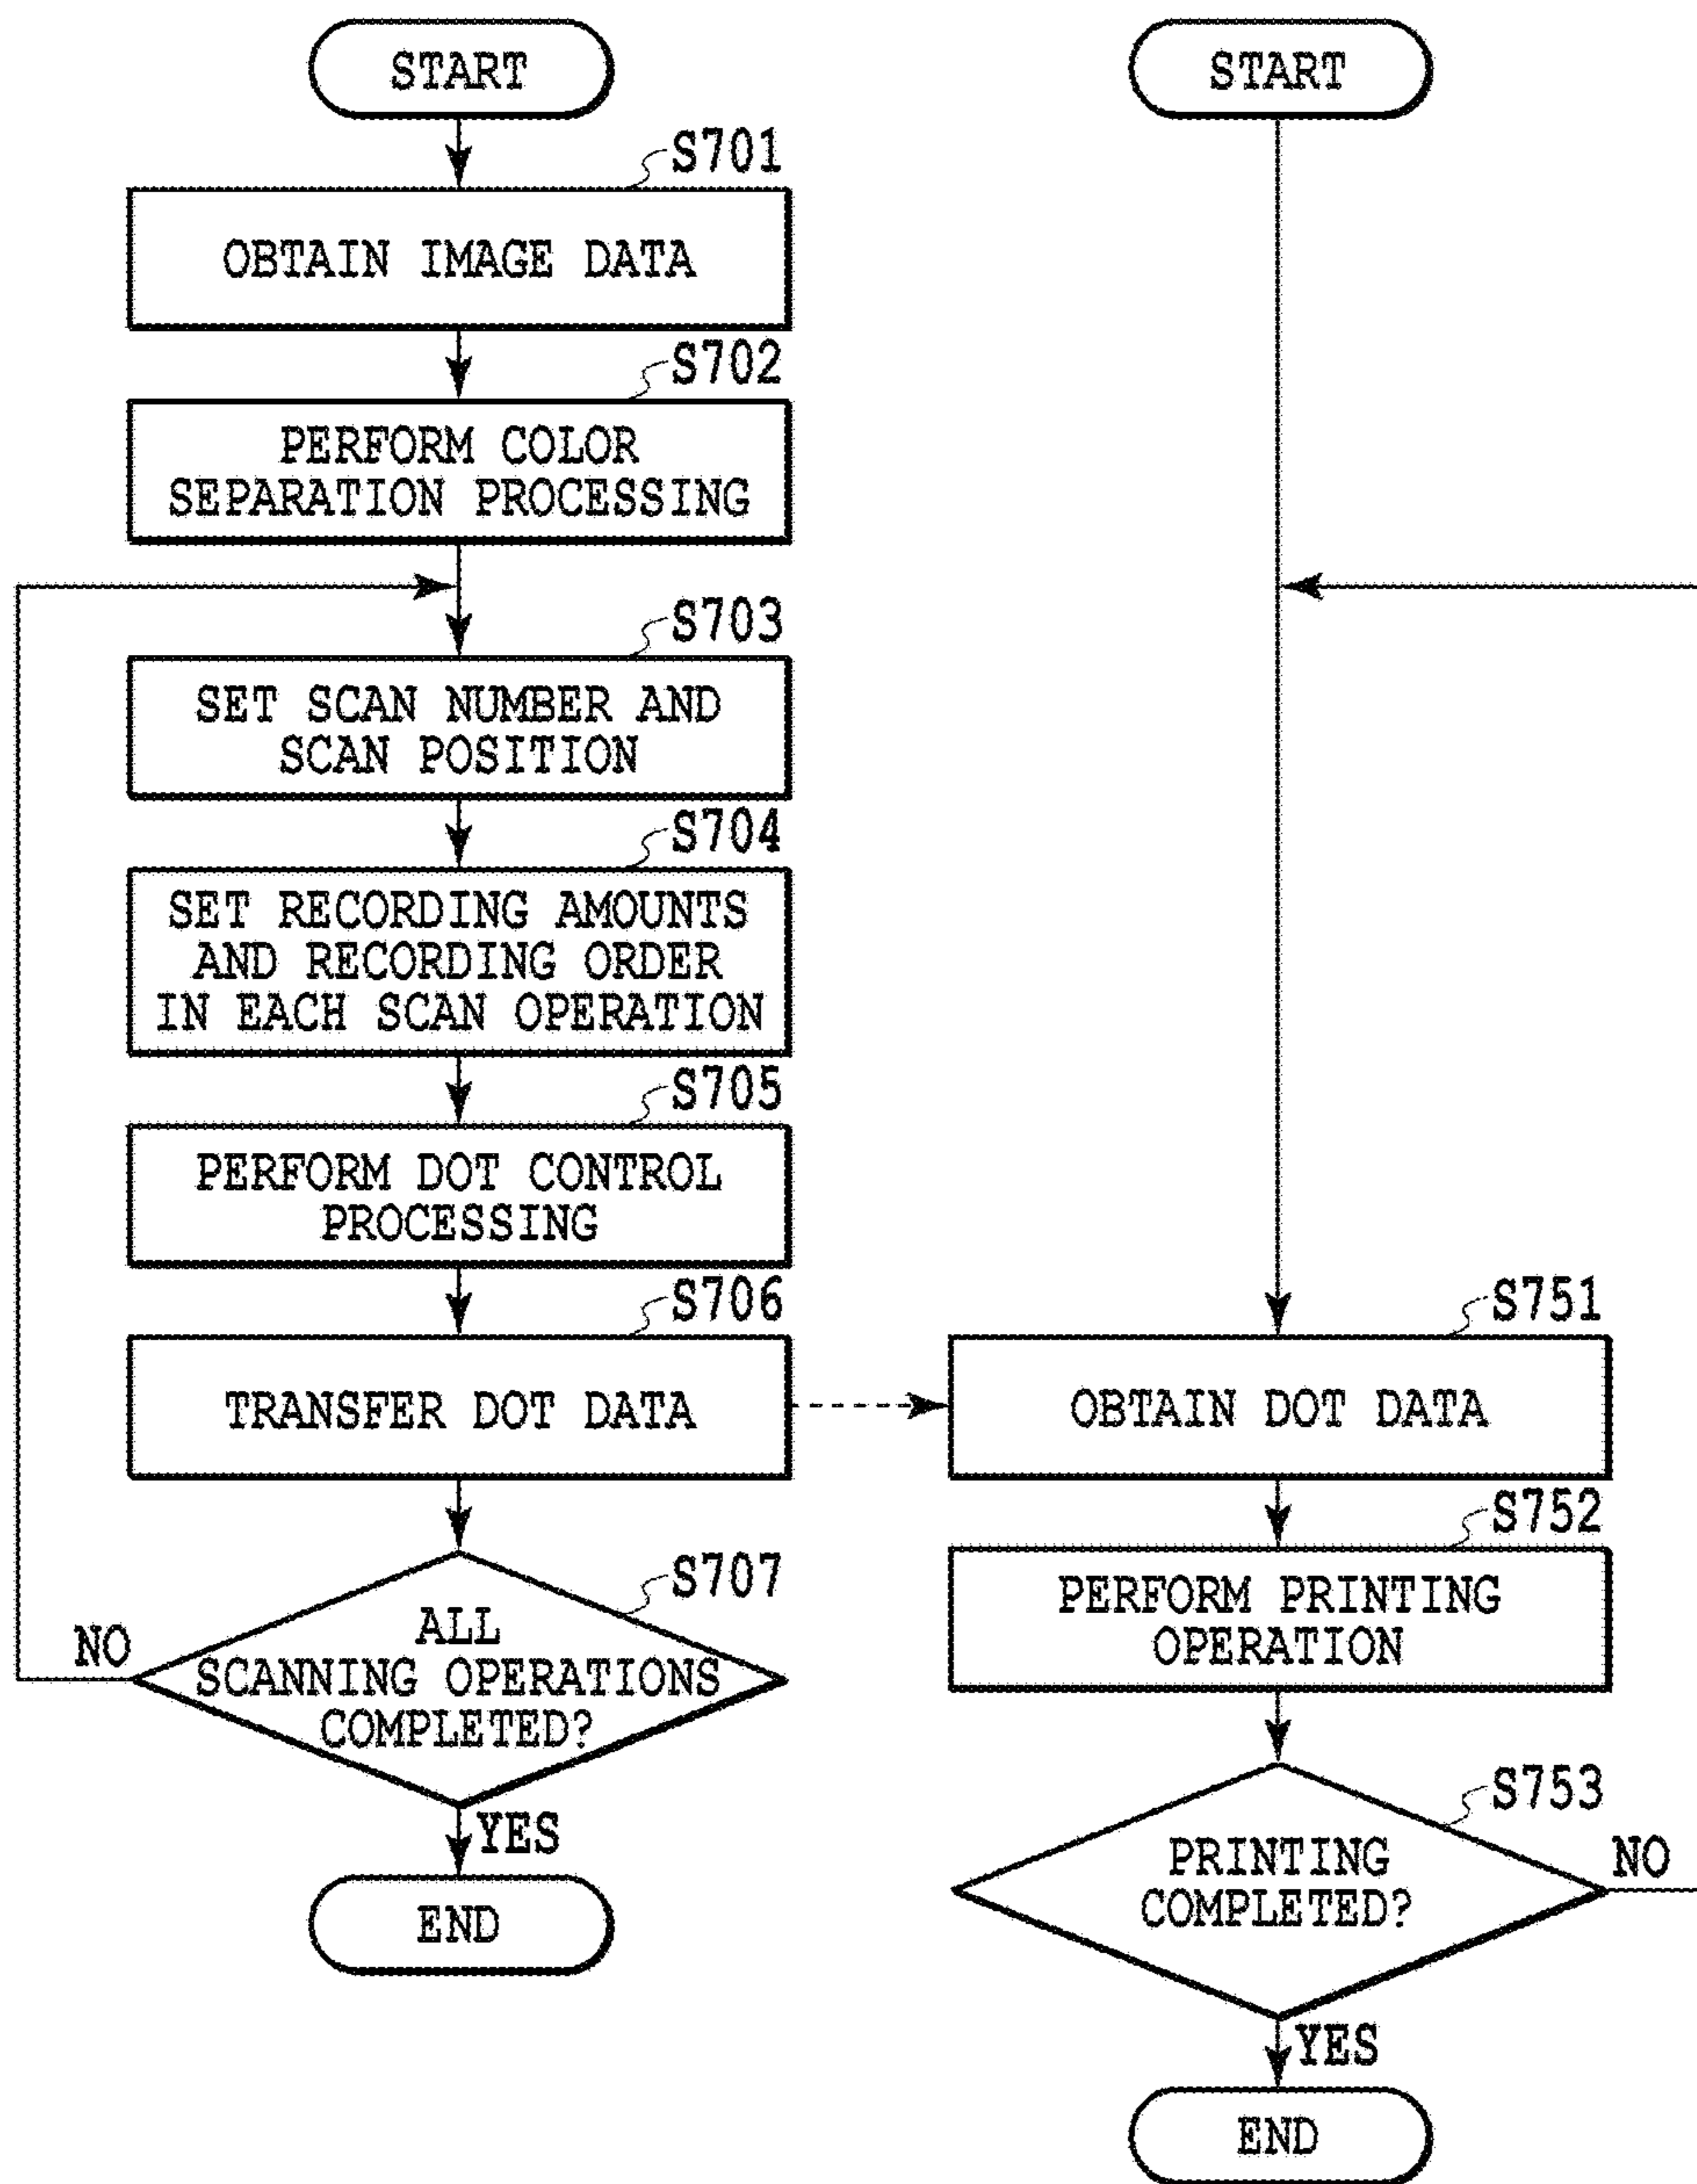 START
S701
OBTAIN IMAGE DATA
S702
PERFORM COLOR
SEPARATION PROCESSING
S703
SET SCAN NUMBER AND
SCAN POSITION
S704
SET RECORDING AMOUNTS
AND RECORDING ORDER
IN EACH SCAN OPERATION
S705
PERFORM DOT CONTROL
PROCESSING
S706
TRANSFER DOT DATA
S707
ALL
SCANNING OPERATIONS
COMPLETED?
NO
YES
END
START
S751
OBTAIN DOT DATA
S752
PERFORM PRINTING
OPERATION
S753
PRINTING
COMPLETED?
NO
YES
END